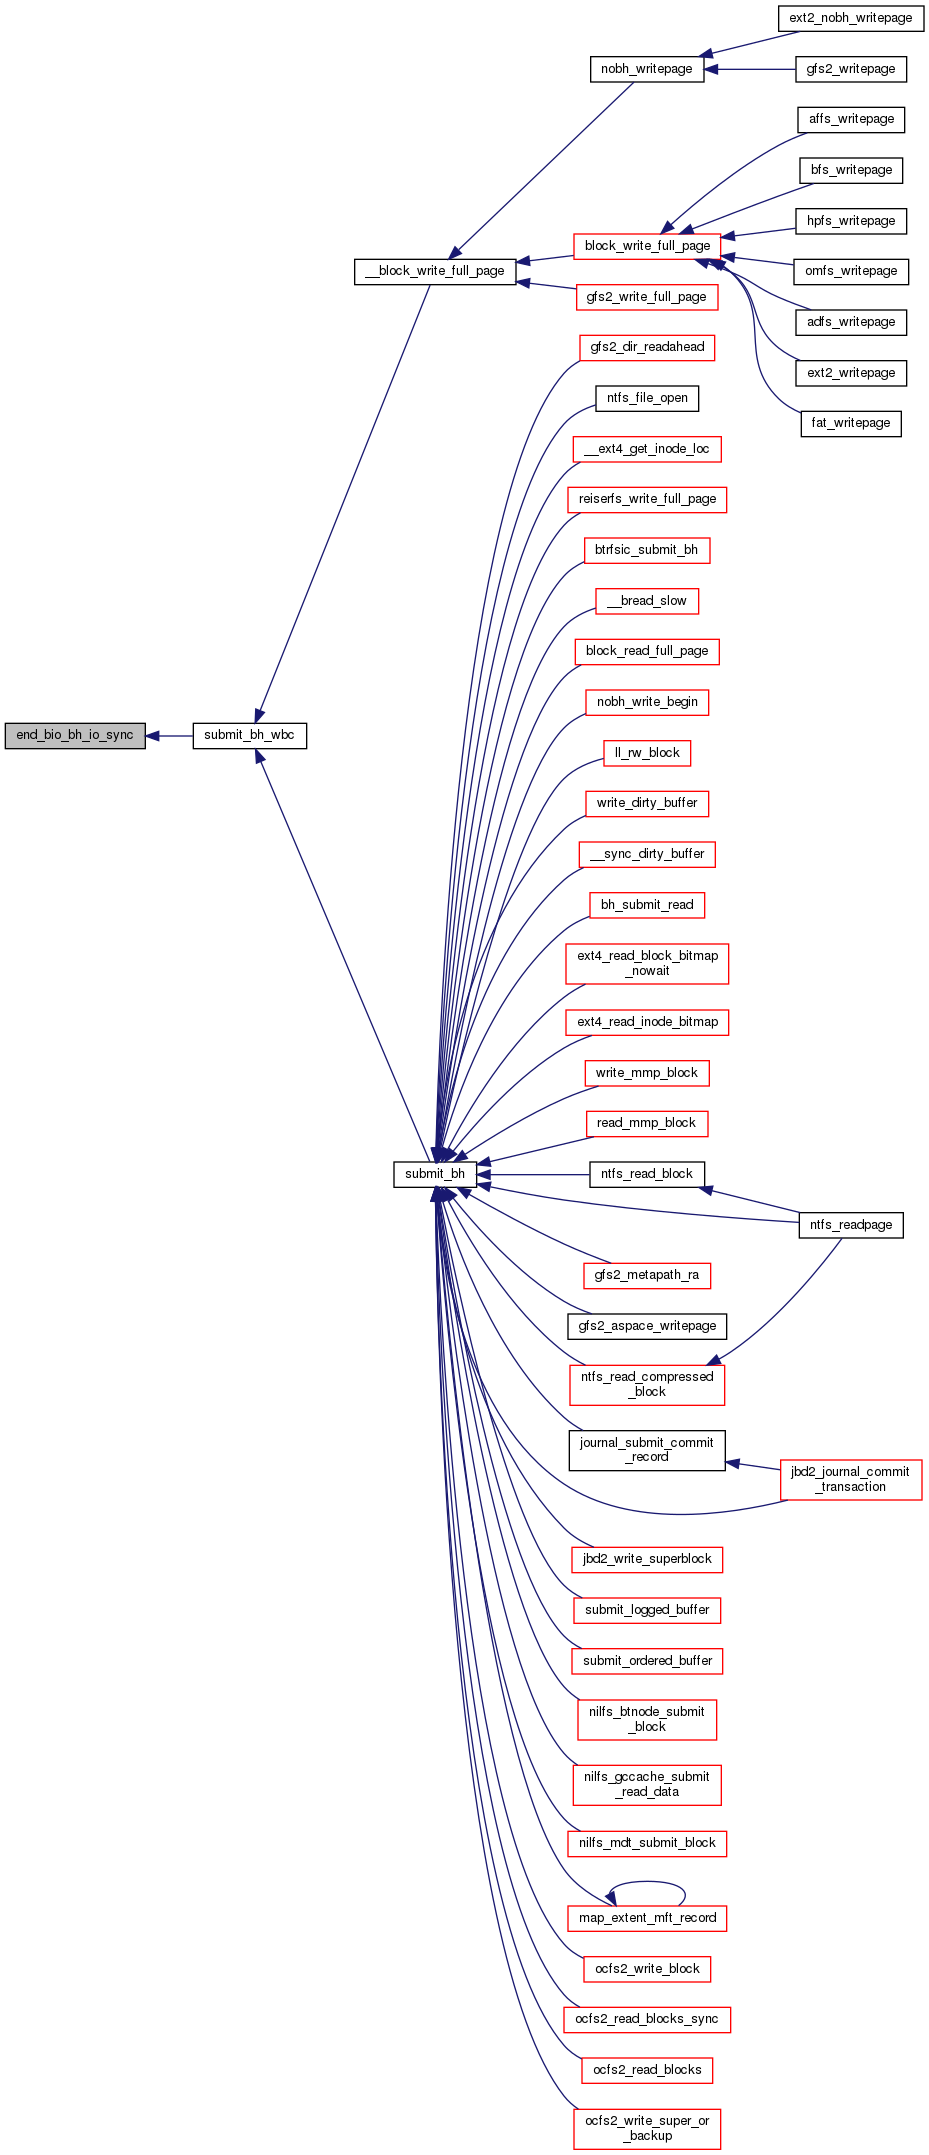 ext2_nobh_writepage
nobh_writepage
gfs2_writepage
affs_writepage
bfs_writepage
hpfs_writepage
block_write_full_page
__block_write_full_page
omfs_writepage
gfs2_write_full_page
adfs_writepage
gfs2_dir_readahead
ext2_writepage
ntfs_file_open
fat_writepage
__ext4_get_inode_loc
reiserfs_write_full_page
btrfsic_submit_bh
__bread_slow
block_read_full_page
nobh_write_begin
end_bio_bh_io_sync
submit_bh_wbc
ll_rw_block
write_dirty_buffer
__sync_dirty_buffer
bh_submit_read
ext4_read_block_bitmap
_nowait
ext4_read_inode_bitmap
write_mmp_block
read_mmp_block
submit_bh
ntfs_read_block
ntfs_readpage
gfs2_metapath_ra
gfs2_aspace_writepage
ntfs_read_compressed
_block
journal_submit_commit
_record
jbd2_journal_commit
_transaction
jbd2_write_superblock
submit_logged_buffer
submit_ordered_buffer
nilfs_btnode_submit
_block
nilfs_gccache_submit
_read_data
nilfs_mdt_submit_block
map_extent_mft_record
ocfs2_write_block
ocfs2_read_blocks_sync
ocfs2_read_blocks
ocfs2_write_super_or
_backup